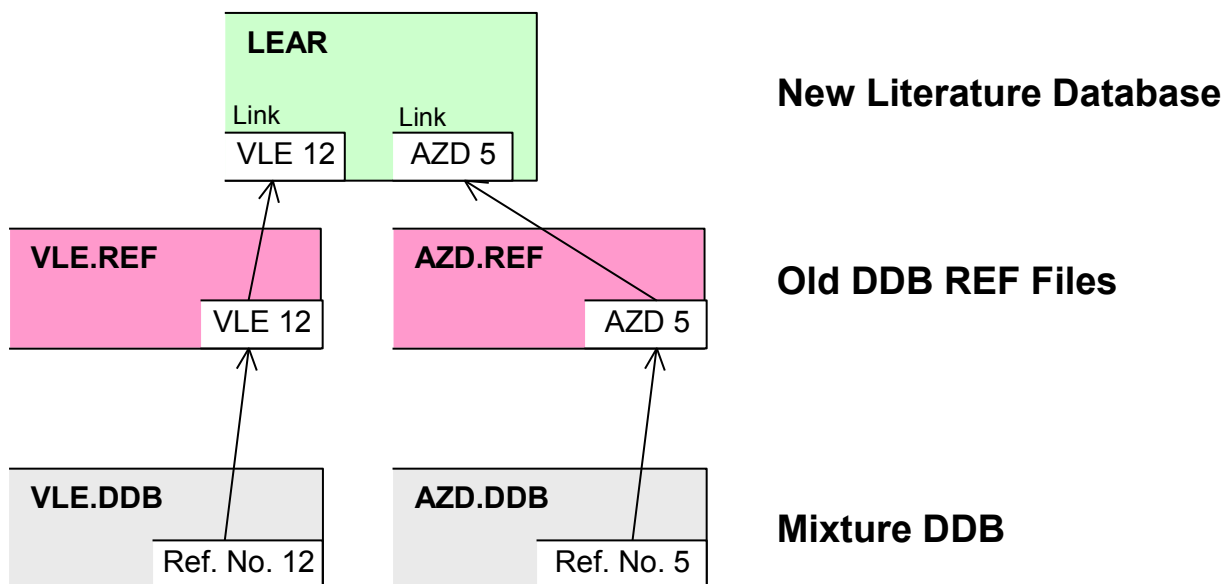 LEAR
New Literature Database
Link Link
VLE 12 AZD 5
VLE.REF AZD.REF
Old DDB REF Files
VLE 12 AZD 5
VLE.DDB AZD.DDB
Mixture DDB
Ref. No. 12 Ref. No. 5